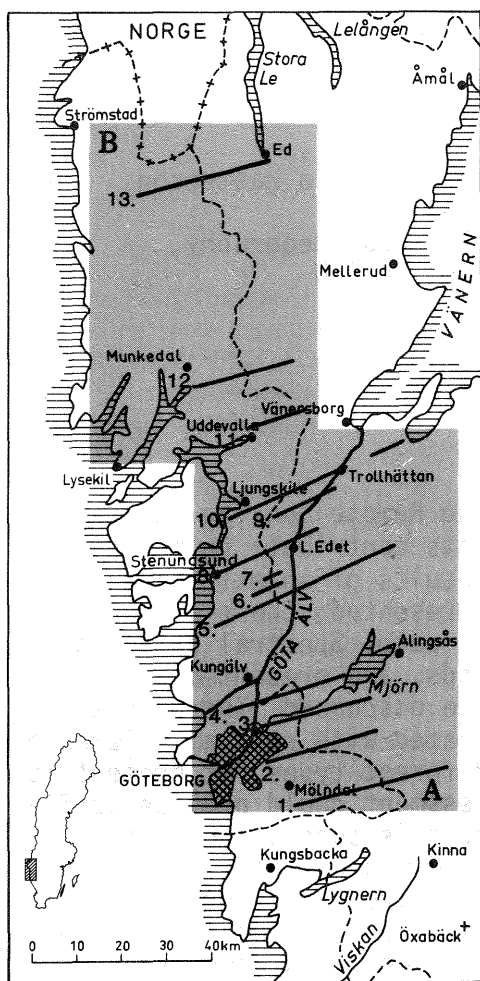 NORGE
Stora
Le
Lelången
Åmål
Strömstad
B
Ed
13.
Mellerud
VÄNERN
Munkedal
12
Uddevalla
11.
Vänersborg
Lysekil
Ljungskile
Trollhättan
10.
9.
Stenungsund
8.
L.Edet
7.
6.
5.
GÖTA ÄLV
Alingsås
Kungälv
Mjörn
4.
3.
GÖTEBORG
2.
Mölndal
1.
A
Kungsbacka
Kinna
Lygnern
Viskan
Öxabäck
0 10 20 40km